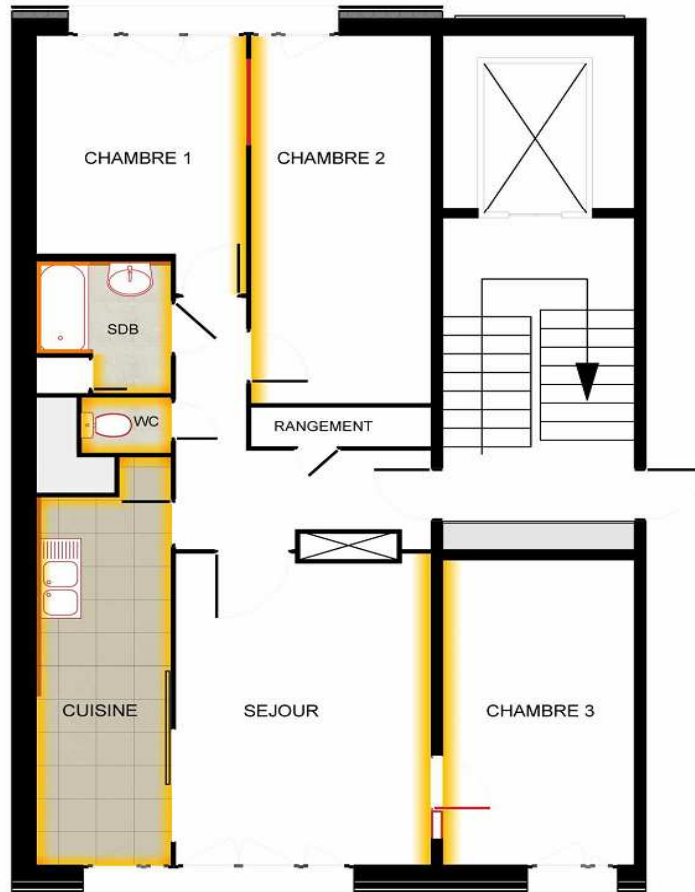 CHAMBRE 1
CHAMBRE 2
SDB
WC
RANGEMENT
CUISINE
SEJOUR
CHAMBRE 3